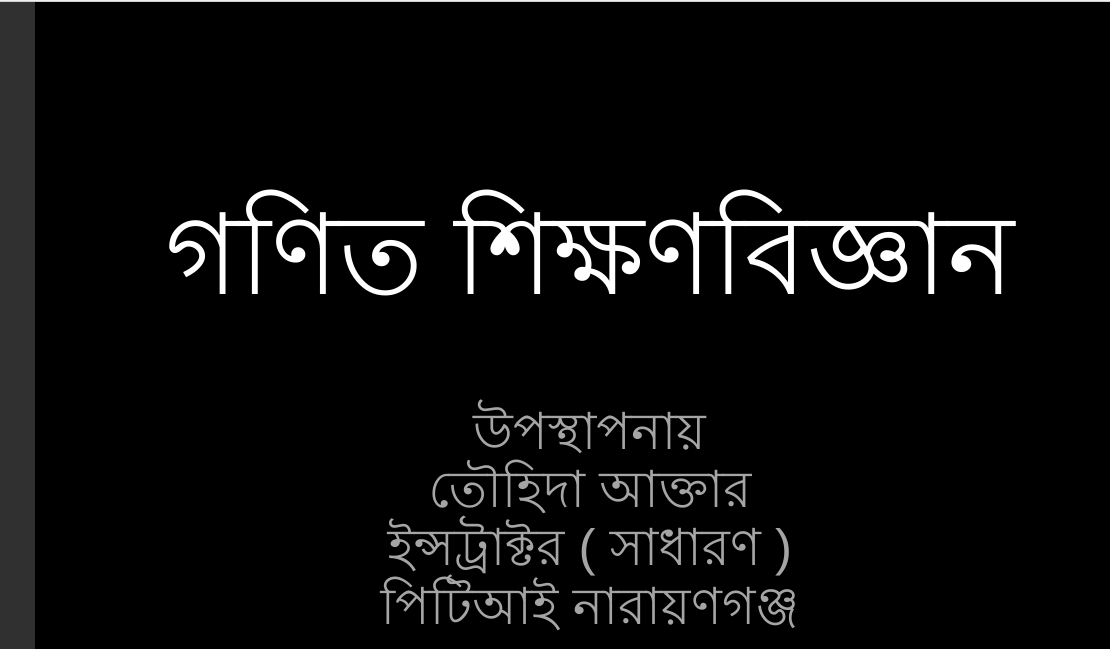 গণিত শিক্ষণবিজ্ঞান
উপস্থাপনায়
তৌহিদা আক্তার
ইন্সট্রাক্টর ( সাধারণ )
পিটিআই নারায়ণগঞ্জ